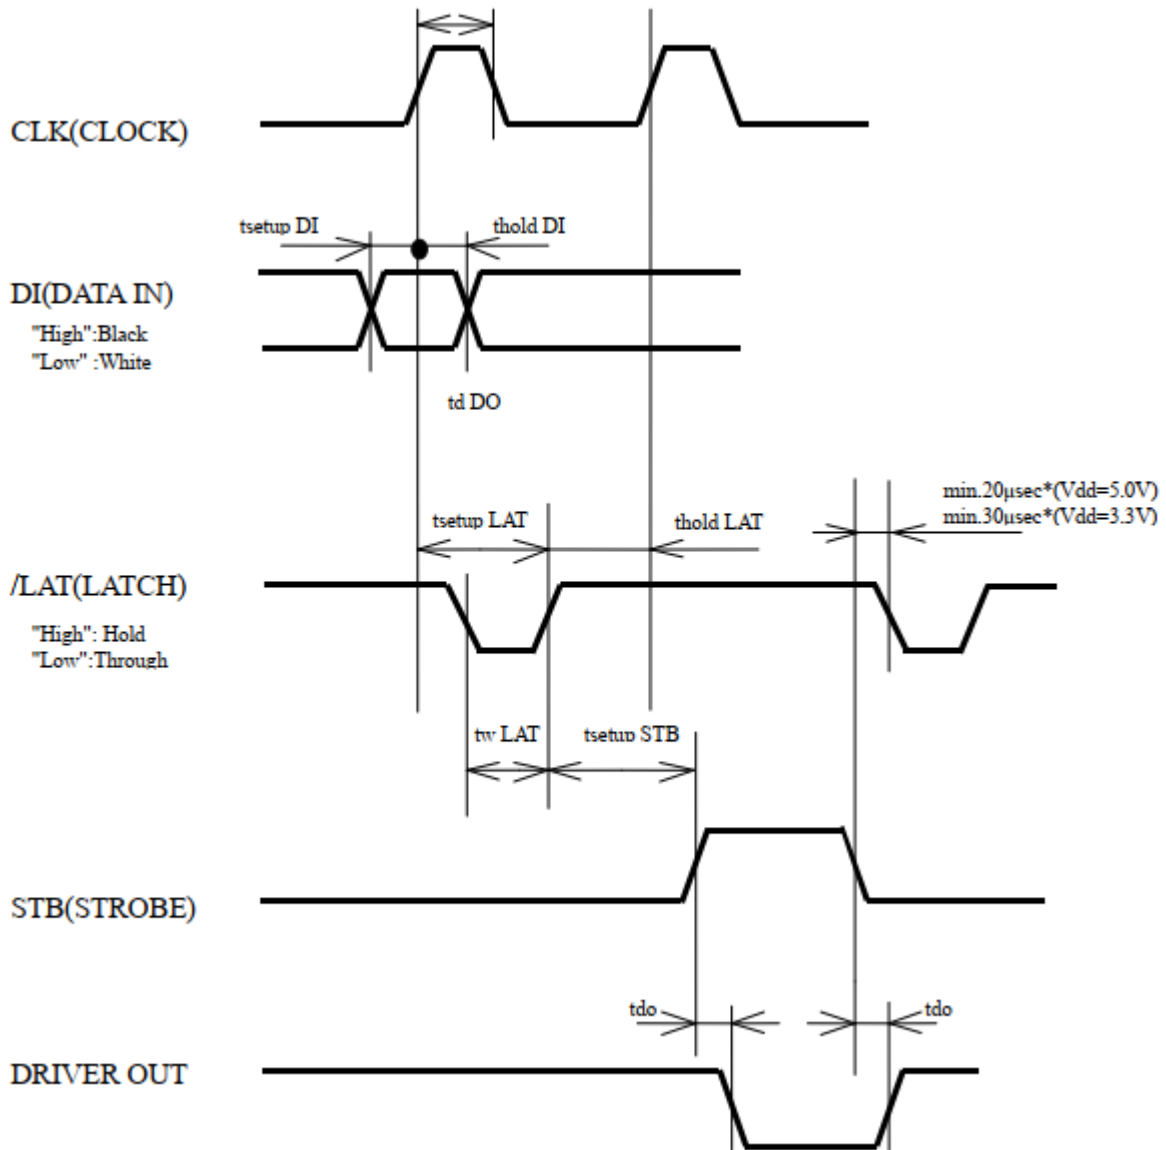 CLK(CLOCK)
tsetup DI
thold DI
DI(DATA IN)
"High":Black
"Low" :White
td DO
min.20μsec*(Vdd=5.0V)
min.30μsec*(Vdd=3.3V)
tsetup LAT
thold LAT
/LAT(LATCH)
"High": Hold
"Low":Through
tw LAT
tsetup STB
STB(STROBE)
tdo
tdo
DRIVER OUT